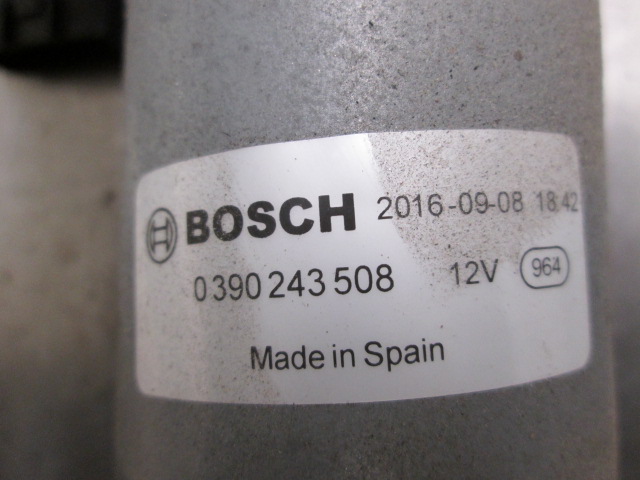 BOSCH 2016-09-08 18:42
0 390 243 508 12V 964
Made in Spain